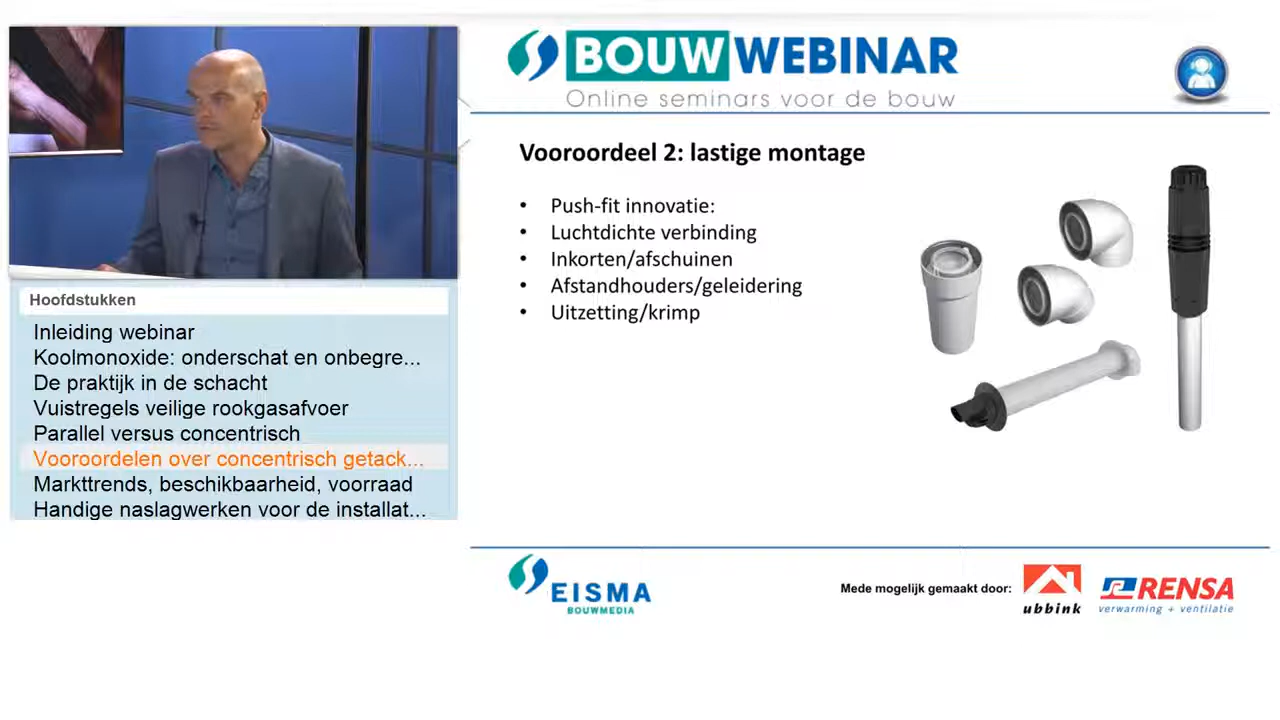 BOUW WEBINAR
Online seminars voor de bouw
Vooroordeel 2: lastige montage
• Push-fit innovatie:
• Luchtdichte verbinding
• Inkorten/afschuinen
• Afstandhouders/geleidering
• Uitzetting/krimp
Hoofdstukken
Inleiding webinar
Koolmonoxide: onderschat en onbegre...
De praktijk in de schacht
Vuistregels veilige rookgasafvoer
Parallel versus concentrisch
Vooroordelen over concentrisch getack...
Markttrends, beschikbaarheid, voorraad
Handige naslagwerken voor de installat...
EISMA
BOUWMEDIA
Mede mogelijk gemaakt door:
ubbink
RENSA
verwarming + ventilatie